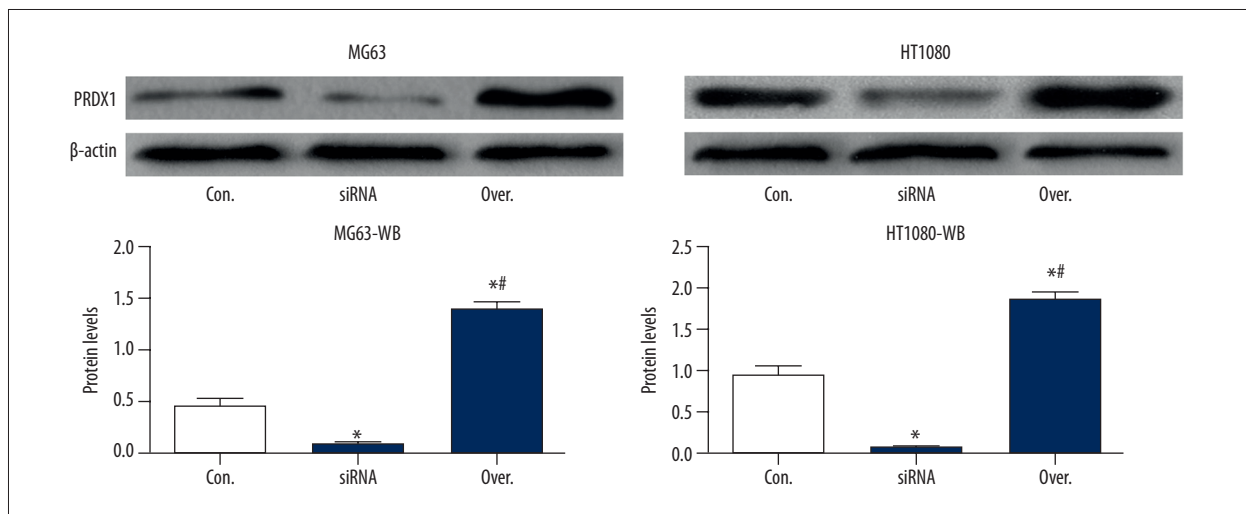 MG63
HT1080
PRDX1
β-actin
Con. siRNA Over.
Con. siRNA Over.
MG63-WB
2.0
1.5
1.0
0.5
0.0
Protein levels
*
*#
Con. siRNA Over.
HT1080-WB
2.5
2.0
1.5
1.0
0.5
0.0
Protein levels
*
*#
Con. siRNA Over.